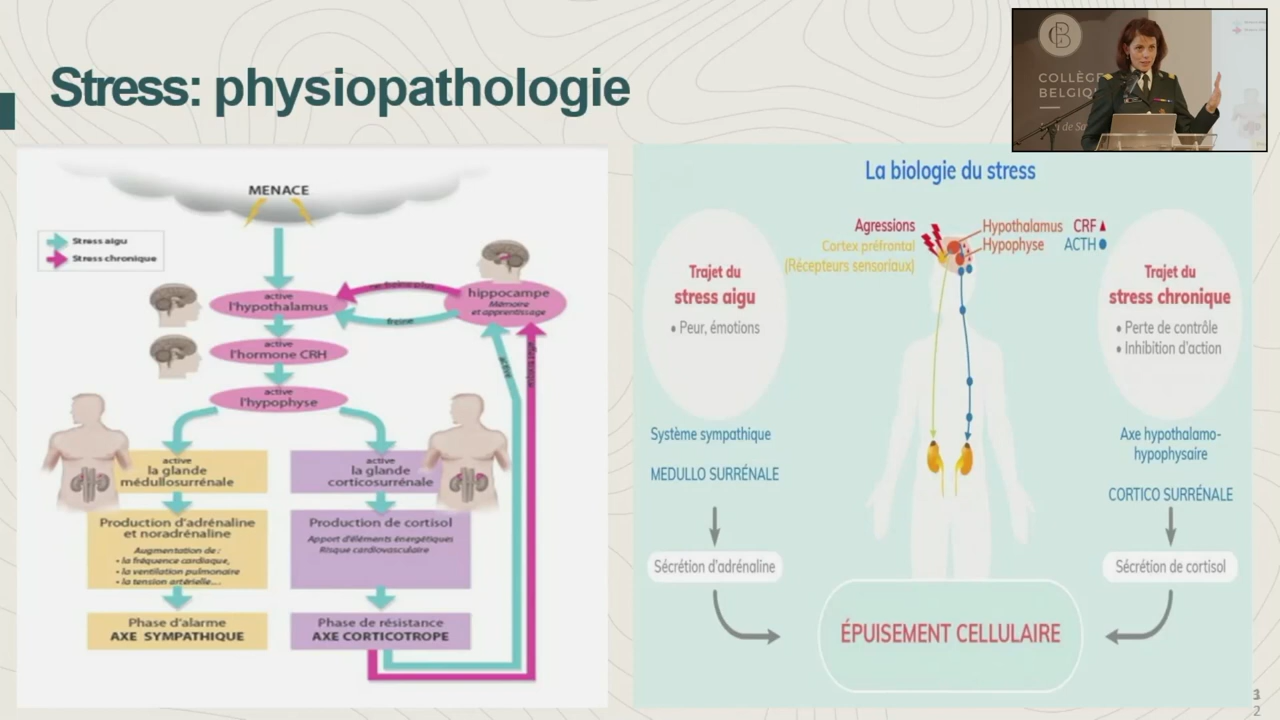 Stress: physiopathologie
COLLÈGE
BELGIQU
MENACE
Stress aigu
Stress chronique
active
l'hypothalamus
hippocampe
Mémoire
et apprentissage
freine
active
l'hormone CRH
active
l'hypophyse
active
active
la glande
médullosurrénale
active
la glande
corticosurrénale
Production d'adrénaline
et noradrénaline
Augmentation de :
• la fréquence cardiaque,
• la ventilation pulmonaire
• la tension artérielle...
Production de cortisol
Apport d'éléments énergétiques
Risque cardiovasculaire
Phase d'alarme
AXE SYMPATHIQUE
Phase de résistance
AXE CORTICOTROPE
La biologie du stress
Agressions
Cortex préfrontal
(Récepteurs sensoriaux)
Hypothalamus CRF
Hypophyse ACTH
Trajet du
stress aigu
• Peur, émotions
Système sympathique
MEDULLO SURRÉNALE
Sécrétion d'adrénaline
Trajet du
stress chronique
• Perte de contrôle
• Inhibition d'action
Axe hypothalamo-
hypophysaire
CORTICO SURRÉNALE
Sécrétion de cortisol
ÉPUISEMENT CELLULAIRE
2